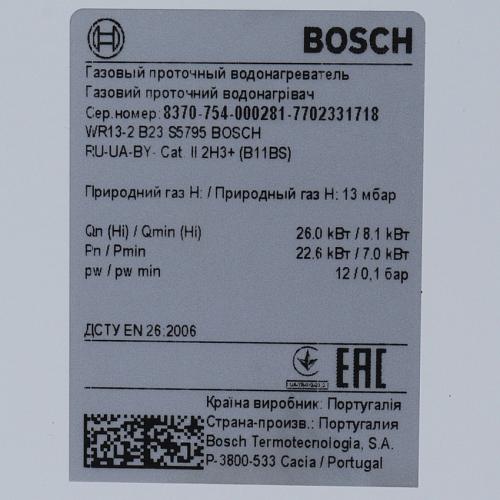 BOSCH
Газовый проточный водонагреватель
Газовий проточний водонагрівач
Сер.номер: 8370-754-000281-7702331718
WR13-2 B23 S5795 BOSCH
RU-UA-BY- Cat. II 2H3+ (B11BS)
Природний газ H: / Природный газ H: 13 мбар
Qn (Hi) / Qmin (Hi) 26.0 кВт / 8.1 кВт
Pn / Pmin 22.6 кВт / 7.0 кВт
pw / pw min 12 / 0,1 бар
ДСТУ EN 26:2006
EAC
Країна виробник: Португалія
Страна-произв.: Португалия
Bosch Termotecnologia, S.A.
P-3800-533 Cacia / Portugal